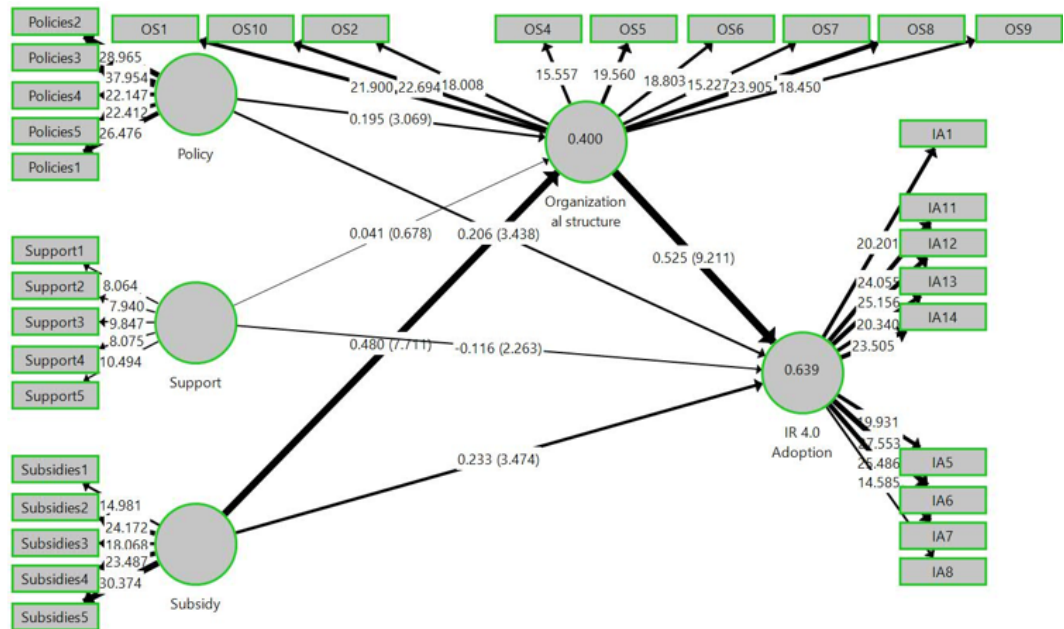 Policies2
Policies3
Policies4
Policies5
Policies1
28.965
37.954
22.147
22.412
26.476
Policy
OS1
OS10
OS2
OS4
OS5
OS6
OS7
OS8
OS9
21.900
22.694
18.008
15.557
19.560
18.803
15.227
23.905
18.450
0.400
Organization
al structure
0.195 (3.069)
0.041 (0.678)
0.206 (3.438)
0.525 (9.211)
0.480 (7.711)
-0.116 (2.263)
0.233 (3.474)
Support1
Support2
Support3
Support4
Support5
8.064
7.940
9.847
8.075
10.494
Support
Subsidies1
Subsidies2
Subsidies3
Subsidies4
Subsidies5
14.981
24.172
18.068
23.487
30.374
Subsidy
0.639
IR 4.0
Adoption
IA1
IA11
IA12
IA13
IA14
20.201
24.055
25.156
20.340
23.505
19.931
27.553
25.486
14.585
IA5
IA6
IA7
IA8